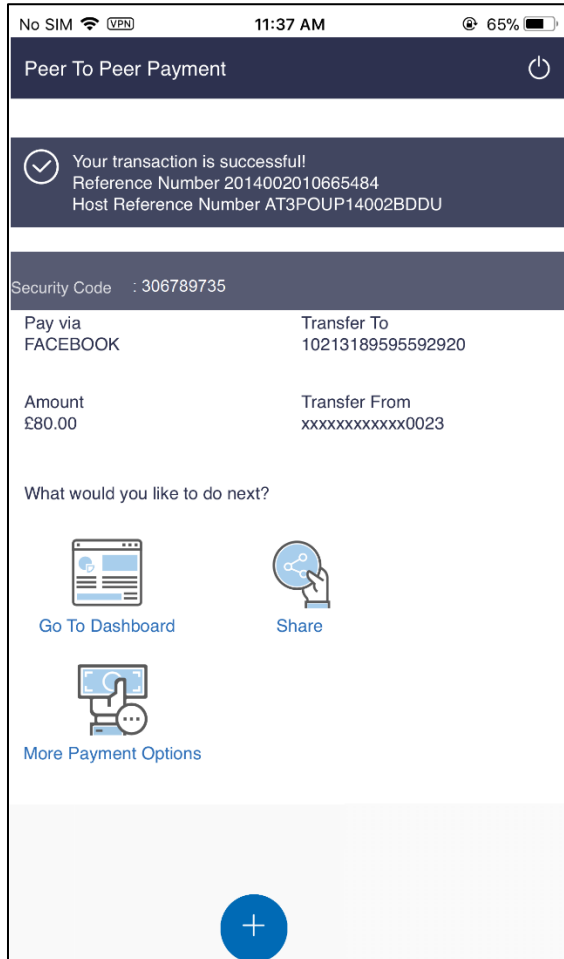 No SIM VPN 11:37 AM 65%
Peer To Peer Payment
Your transaction is successful!
Reference Number 2014002010665484
Host Reference Number AT3POUP14002BDDU
Security Code : 306789735
Pay via Transfer To
FACEBOOK 10213189595592920
Amount Transfer From
£80.00 xxxxxxxxxxxx0023
What would you like to do next?
Go To Dashboard Share
More Payment Options